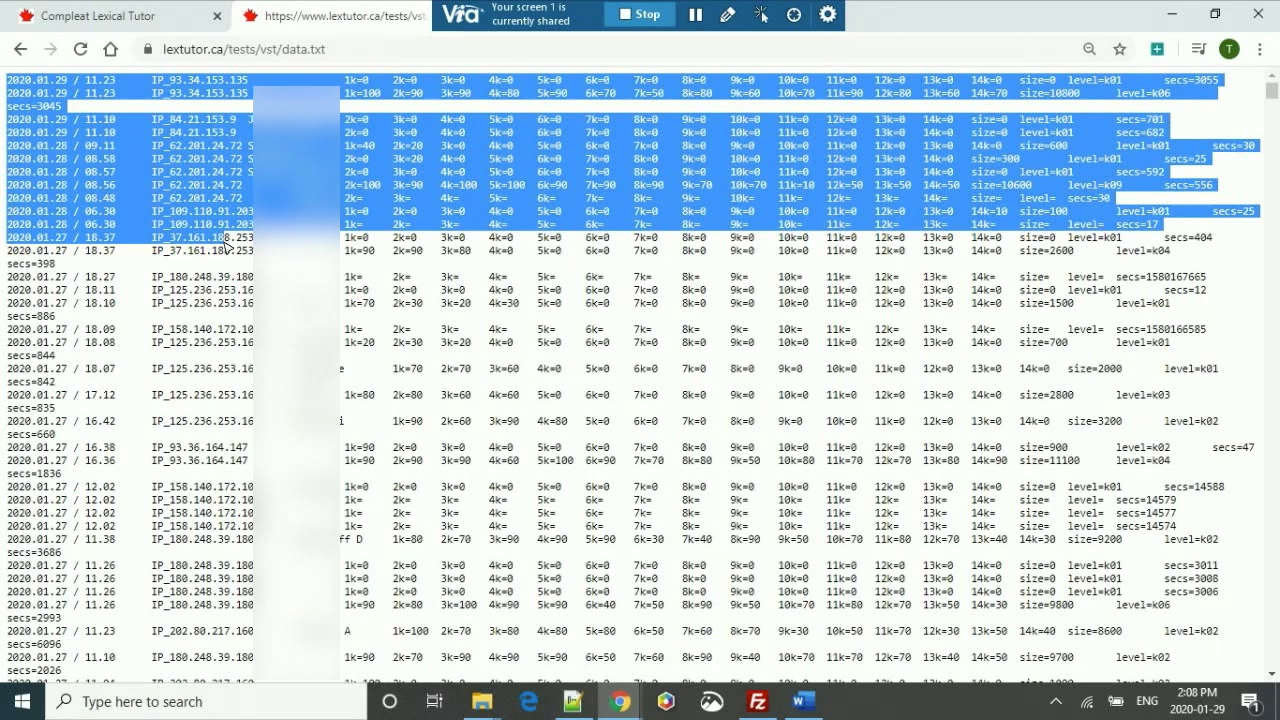 Compleat Lexical Tutor
https://www.lextutor.ca/tests/vst
Vfa Your screen 1 is currently shared Stop
lextutor.ca/tests/vst/data.txt T
2020.01.29 / 11.23 IP_93.34.153.135 1k=0 2k=0 3k=0 4k=0 5k=0 6k=0 7k=0 8k=0 9k=0 10k=0 11k=0 12k=0 13k=0 14k=0 size=0 level=k01 secs=3055
2020.01.29 / 11.23 IP_93.34.153.135 1k=100 2k=90 3k=90 4k=80 5k=90 6k=70 7k=50 8k=80 9k=60 10k=70 11k=90 12k=80 13k=60 14k=70 size=10800 level=k06
secs=3045
2020.01.29 / 11.10 IP_84.21.153.9 J 2k=0 3k=0 4k=0 5k=0 6k=0 7k=0 8k=0 9k=0 10k=0 11k=0 12k=0 13k=0 14k=0 size=0 level=k01 secs=701
2020.01.29 / 11.10 IP_84.21.153.9 2k=0 3k=0 4k=0 5k=0 6k=0 7k=0 8k=0 9k=0 10k=0 11k=0 12k=0 13k=0 14k=0 size=0 level=k01 secs=682
2020.01.28 / 09.11 IP_62.201.24.72 S 1k=40 2k=20 3k=0 4k=0 5k=0 6k=0 7k=0 8k=0 9k=0 10k=0 11k=0 12k=0 13k=0 14k=0 size=600 level=k01 secs=30
2020.01.28 / 08.58 IP_62.201.24.72 S 2k=0 3k=20 4k=0 5k=0 6k=0 7k=0 8k=0 9k=0 10k=0 11k=0 12k=0 13k=0 14k=0 size=300 level=k01 secs=25
2020.01.28 / 08.57 IP_62.201.24.72 S 2k=0 3k=0 4k=0 5k=0 6k=0 7k=0 8k=0 9k=0 10k=0 11k=0 12k=0 13k=0 14k=0 size=0 level=k01 secs=592
2020.01.28 / 08.56 IP_62.201.24.72 2k=100 3k=90 4k=100 5k=100 6k=90 7k=90 8k=90 9k=70 10k=70 11k=10 12k=50 13k=50 14k=50 size=10600 level=k09 secs=556
2020.01.28 / 08.48 IP_62.201.24.72 2k= 3k= 4k= 5k= 6k= 7k= 8k= 9k= 10k= 11k= 12k= 13k= 14k= size= level= secs=30
2020.01.28 / 06.30 IP_109.110.91.203 1k=0 2k=0 3k=0 4k=0 5k=0 6k=0 7k=0 8k=0 9k=0 10k=0 11k=0 12k=0 13k=0 14k=10 size=100 level=k01 secs=25
2020.01.28 / 06.30 IP_109.110.91.203 1k= 2k= 3k= 4k= 5k= 6k= 7k= 8k= 9k= 10k= 11k= 12k= 13k= 14k= size= level= secs=17
2020.01.27 / 18.37 IP_37.161.188.253 1k=0 2k=0 3k=0 4k=0 5k=0 6k=0 7k=0 8k=0 9k=0 10k=0 11k=0 12k=0 13k=0 14k=0 size=0 level=k01 secs=404
2020.01.27 / 18.37 IP_37.161.188.253 1k=90 2k=90 3k=80 4k=0 5k=0 6k=0 7k=0 8k=0 9k=0 10k=0 11k=0 12k=0 13k=0 14k=0 size=2600 level=k04
secs=398
2020.01.27 / 18.27 IP_180.248.39.180 1k= 2k= 3k= 4k= 5k= 6k= 7k= 8k= 9k= 10k= 11k= 12k= 13k= 14k= size= level= secs=1580167665
2020.01.27 / 18.11 IP_125.236.253.16 1k=0 2k=0 3k=0 4k=0 5k=0 6k=0 7k=0 8k=0 9k=0 10k=0 11k=0 12k=0 13k=0 14k=0 size=0 level=k01 secs=12
2020.01.27 / 18.10 IP_125.236.253.16 1k=70 2k=30 3k=20 4k=30 5k=0 6k=0 7k=0 8k=0 9k=0 10k=0 11k=0 12k=0 13k=0 14k=0 size=1500 level=k01
secs=886
2020.01.27 / 18.09 IP_158.140.172.10 1k= 2k= 3k= 4k= 5k= 6k= 7k= 8k= 9k= 10k= 11k= 12k= 13k= 14k= size= level= secs=1580166585
2020.01.27 / 18.08 IP_125.236.253.16 1k=20 2k=30 3k=20 4k=0 5k=0 6k=0 7k=0 8k=0 9k=0 10k=0 11k=0 12k=0 13k=0 14k=0 size=700 level=k01
secs=844
2020.01.27 / 18.07 IP_125.236.253.16 e 1k=70 2k=70 3k=60 4k=0 5k=0 6k=0 7k=0 8k=0 9k=0 10k=0 11k=0 12k=0 13k=0 14k=0 size=2000 level=k01
secs=842
2020.01.27 / 17.12 IP_125.236.253.16 1k=80 2k=80 3k=60 4k=60 5k=0 6k=0 7k=0 8k=0 9k=0 10k=0 11k=0 12k=0 13k=0 14k=0 size=2800 level=k03
secs=835
2020.01.27 / 16.42 IP_125.236.253.16 i 1k=90 2k=60 3k=90 4k=80 5k=0 6k=0 7k=0 8k=0 9k=0 10k=0 11k=0 12k=0 13k=0 14k=0 size=3200 level=k02
secs=660
2020.01.27 / 16.38 IP_93.36.164.147 1k=90 2k=0 3k=0 4k=0 5k=0 6k=0 7k=0 8k=0 9k=0 10k=0 11k=0 12k=0 13k=0 14k=0 size=900 level=k02 secs=47
2020.01.27 / 16.36 IP_93.36.164.147 1k=90 2k=90 3k=90 4k=60 5k=100 6k=90 7k=70 8k=80 9k=50 10k=80 11k=70 12k=70 13k=80 14k=90 size=11100 level=k04
secs=1836
2020.01.27 / 12.02 IP_158.140.172.10 1k=0 2k=0 3k=0 4k=0 5k=0 6k=0 7k=0 8k=0 9k=0 10k=0 11k=0 12k=0 13k=0 14k=0 size=0 level=k01 secs=14588
2020.01.27 / 12.02 IP_158.140.172.10 1k= 2k= 3k= 4k= 5k= 6k= 7k= 8k= 9k= 10k= 11k= 12k= 13k= 14k= size= level= secs=14579
2020.01.27 / 12.02 IP_158.140.172.10 1k= 2k= 3k= 4k= 5k= 6k= 7k= 8k= 9k= 10k= 11k= 12k= 13k= 14k= size= level= secs=14577
2020.01.27 / 12.02 IP_158.140.172.10 1k= 2k= 3k= 4k= 5k= 6k= 7k= 8k= 9k= 10k= 11k= 12k= 13k= 14k= size= level= secs=14574
2020.01.27 / 11.38 IP_180.248.39.180 ff D 1k=80 2k=70 3k=90 4k=90 5k=90 6k=30 7k=40 8k=90 9k=50 10k=70 11k=80 12k=70 13k=40 14k=30 size=9200 level=k02
secs=3686
2020.01.27 / 11.26 IP_180.248.39.180 1k=0 2k=0 3k=0 4k=0 5k=0 6k=0 7k=0 8k=0 9k=0 10k=0 11k=0 12k=0 13k=0 14k=0 size=0 level=k01 secs=3011
2020.01.27 / 11.26 IP_180.248.39.180 1k=0 2k=0 3k=0 4k=0 5k=0 6k=0 7k=0 8k=0 9k=0 10k=0 11k=0 12k=0 13k=0 14k=0 size=0 level=k01 secs=3008
2020.01.27 / 11.26 IP_180.248.39.180 1k=0 2k=0 3k=0 4k=0 5k=0 6k=0 7k=0 8k=0 9k=0 10k=0 11k=0 12k=0 13k=0 14k=0 size=0 level=k01 secs=3006
2020.01.27 / 11.26 IP_180.248.39.180 1k=90 2k=80 3k=100 4k=90 5k=90 6k=40 7k=50 8k=90 9k=50 10k=70 11k=80 12k=70 13k=50 14k=30 size=9800 level=k06
secs=2993
2020.01.27 / 11.23 IP_202.80.217.160 A 1k=100 2k=70 3k=80 4k=80 5k=80 6k=50 7k=60 8k=70 9k=30 10k=50 11k=70 12k=30 13k=50 14k=40 size=8600 level=k02
secs=6096
2020.01.27 / 11.10 IP_180.248.39.180 1k=90 2k=70 3k=90 4k=90 5k=90 6k=50 7k=60 8k=90 9k=40 10k=70 11k=70 12k=70 13k=40 14k=50 size=9700 level=k02
secs=2026
Type here to search ENG 2:08 PM
2020-01-29